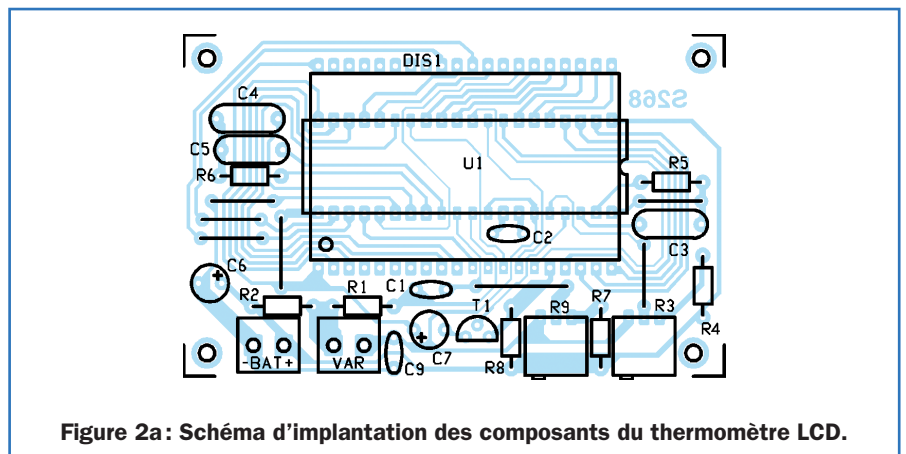 DIS1
C4
S268
C5
U1
R6
R5
C2
C3
C6
R2
R1
C1
T1
R9
R7
R3
R4
-BAT+
VAR
C9
C7
R8
Figure 2a: Schéma d'implantation des composants du thermomètre LCD.